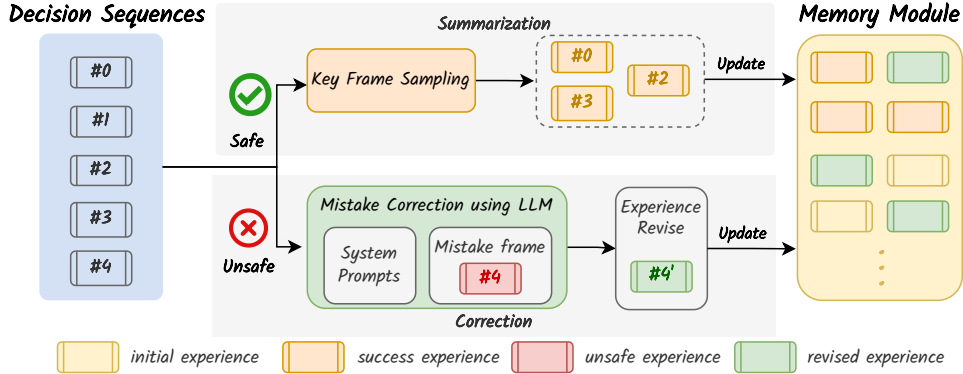 Decision Sequences
#0
#1
#2
#3
#4
Safe
Unsafe
Summarization
Key Frame Sampling
#0
#2
#3
Update
Mistake Correction using LLM
System
Prompts
Mistake frame
#4
Experience
Revise
#4'
Update
Correction
Memory Module
initial experience
success experience
unsafe experience
revised experience